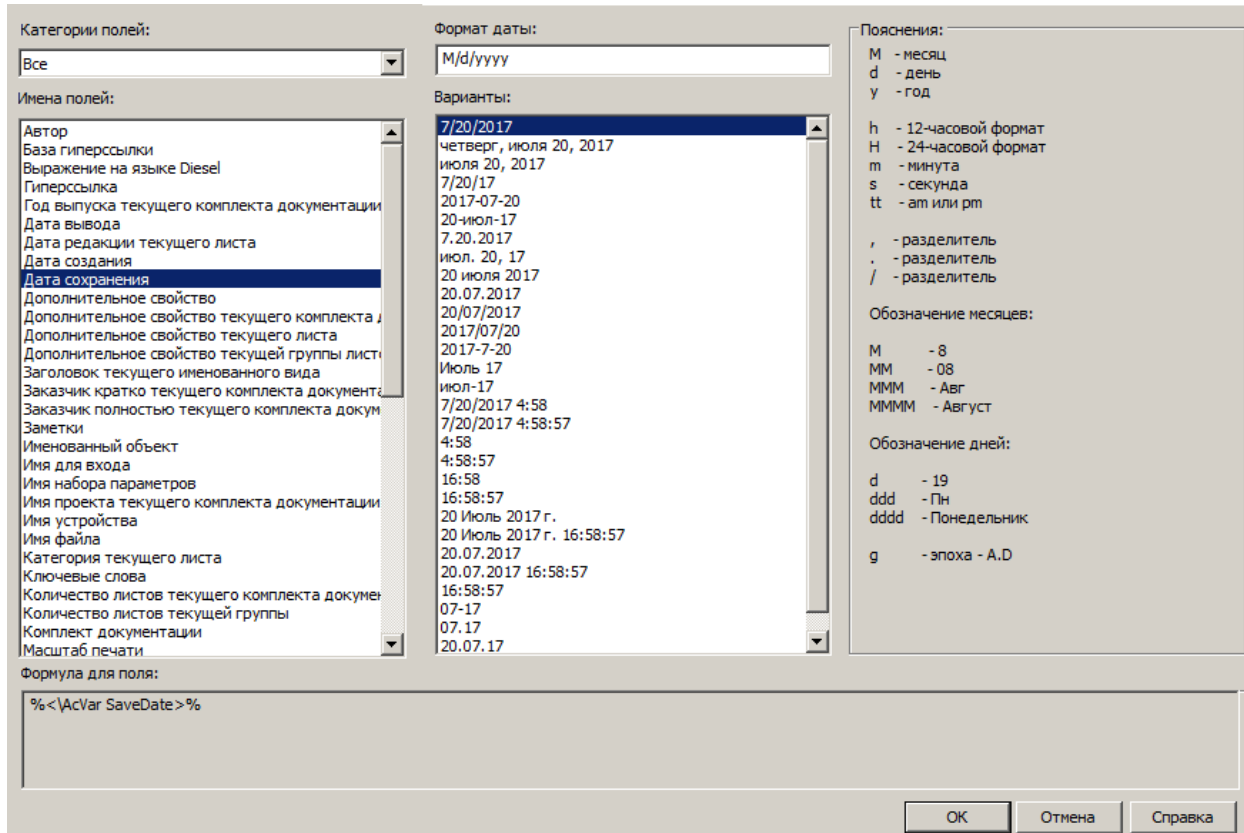 Категории полей:
Все
Имена полей:
Автор
База гиперссылки
Выражение на языке Diesel
Гиперссылка
Год выпуска текущего комплекта документации
Дата вывода
Дата редакции текущего листа
Дата создания
Дата сохранения
Дополнительное свойство
Дополнительное свойство текущего комплекта д
Дополнительное свойство текущего листа
Дополнительное свойство текущей группы листо
Заголовок текущего именованного вида
Заказчик кратко текущего комплекта документа
Заказчик полностью текущего комплекта докум
Заметки
Именованный объект
Имя для входа
Имя набора параметров
Имя проекта текущего комплекта документации
Имя устройства
Имя файла
Категория текущего листа
Ключевые слова
Количество листов текущего комплекта докумен
Количество листов текущей группы
Комплект документации
Масштаб печати
Формат даты:
M/d/yyyy
Варианты:
7/20/2017
четверг, июля 20, 2017
июля 20, 2017
7/20/17
2017-07-20
20-июл-17
7.20.2017
июл. 20, 17
20 июля 2017
20.07.2017
20/07/2017
2017/07/20
2017-7-20
Июль 17
июл-17
7/20/2017 4:58
7/20/2017 4:58:57
4:58
4:58:57
16:58
16:58:57
20 Июль 2017 г.
20 Июль 2017 г. 16:58:57
20.07.2017
20.07.2017 16:58:57
16:58:57
07-17
07.17
20.07.17
Пояснения:
M - месяц
d - день
y - год
h - 12-часовой формат
H - 24-часовой формат
m - минута
s - секунда
tt - am или pm
, - разделитель
. - разделитель
/ - разделитель
Обозначение месяцев:
M - 8
MM - 08
MMM - Авг
MMMM - Август
Обозначение дней:
d - 19
ddd - Пн
dddd - Понедельник
g - эпоха - A.D
Формула для поля:
%<\AcVar SaveDate>%
ОК
Отмена
Справка